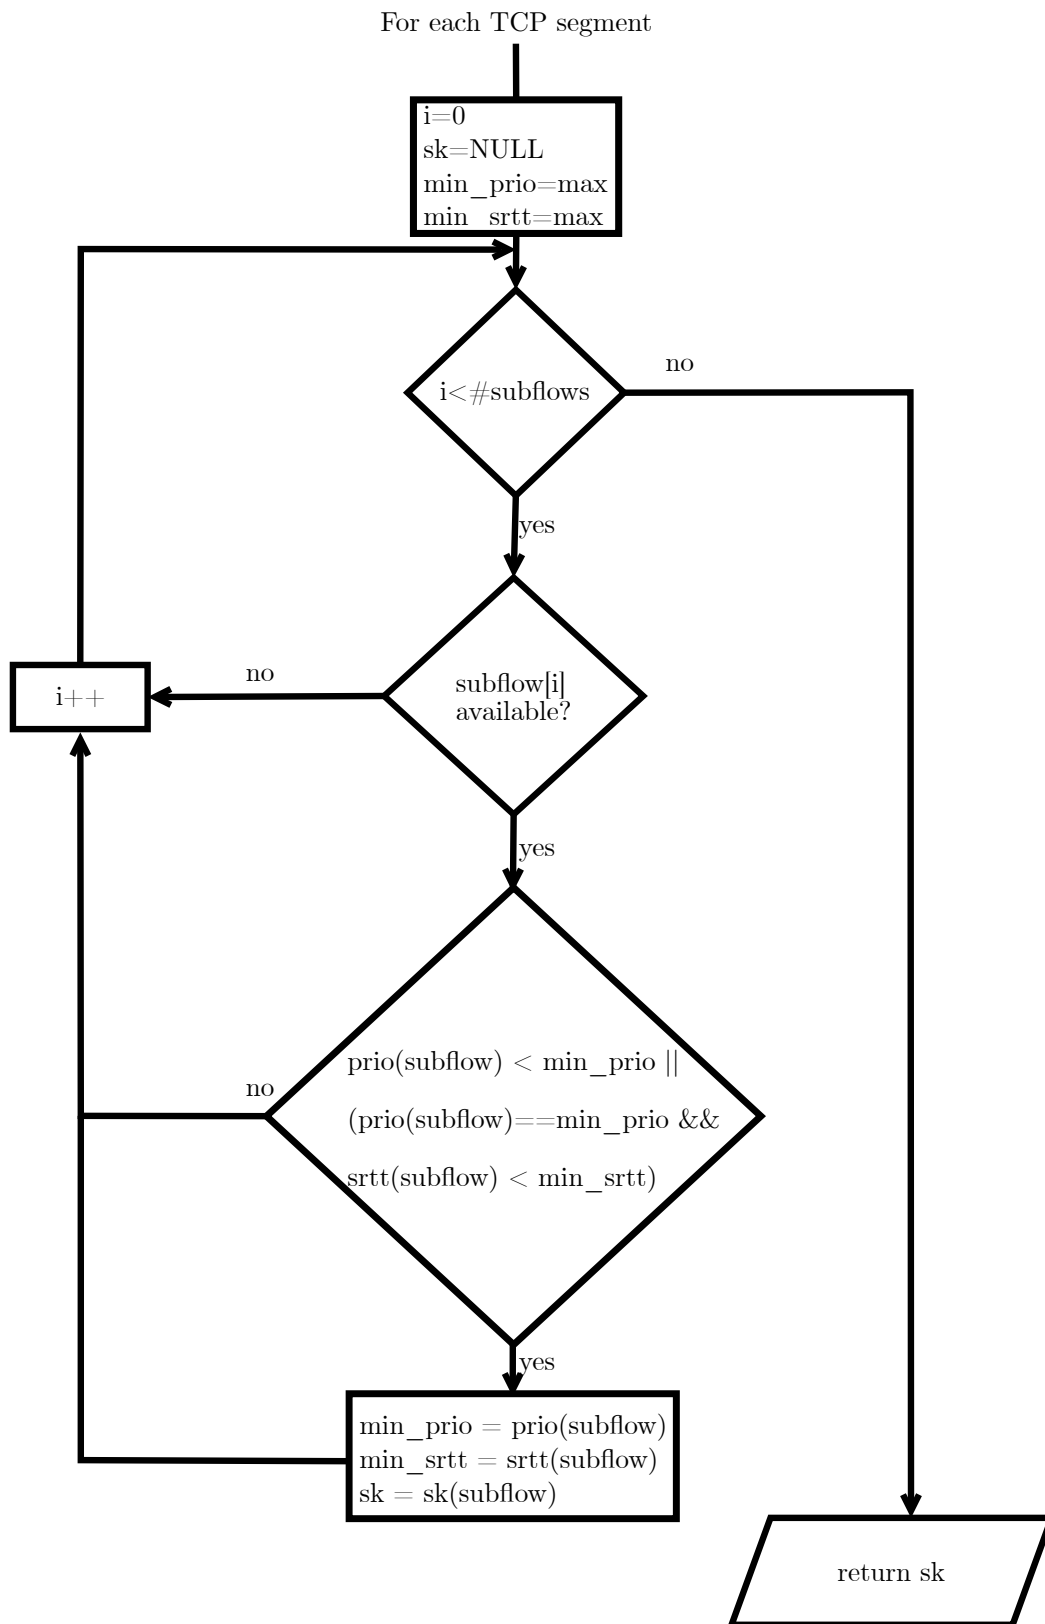 For each TCP segment
i=0
sk=NULL
min_prio=max
min_srtt=max
i<#subflows
no
yes
subflow[i]
available?
no
i++
yes
prio(subflow) < min_prio ||
(prio(subflow)==min_prio &&
srtt(subflow) < min_srtt)
no
yes
min_prio = prio(subflow)
min_srtt = srtt(subflow)
sk = sk(subflow)
return sk